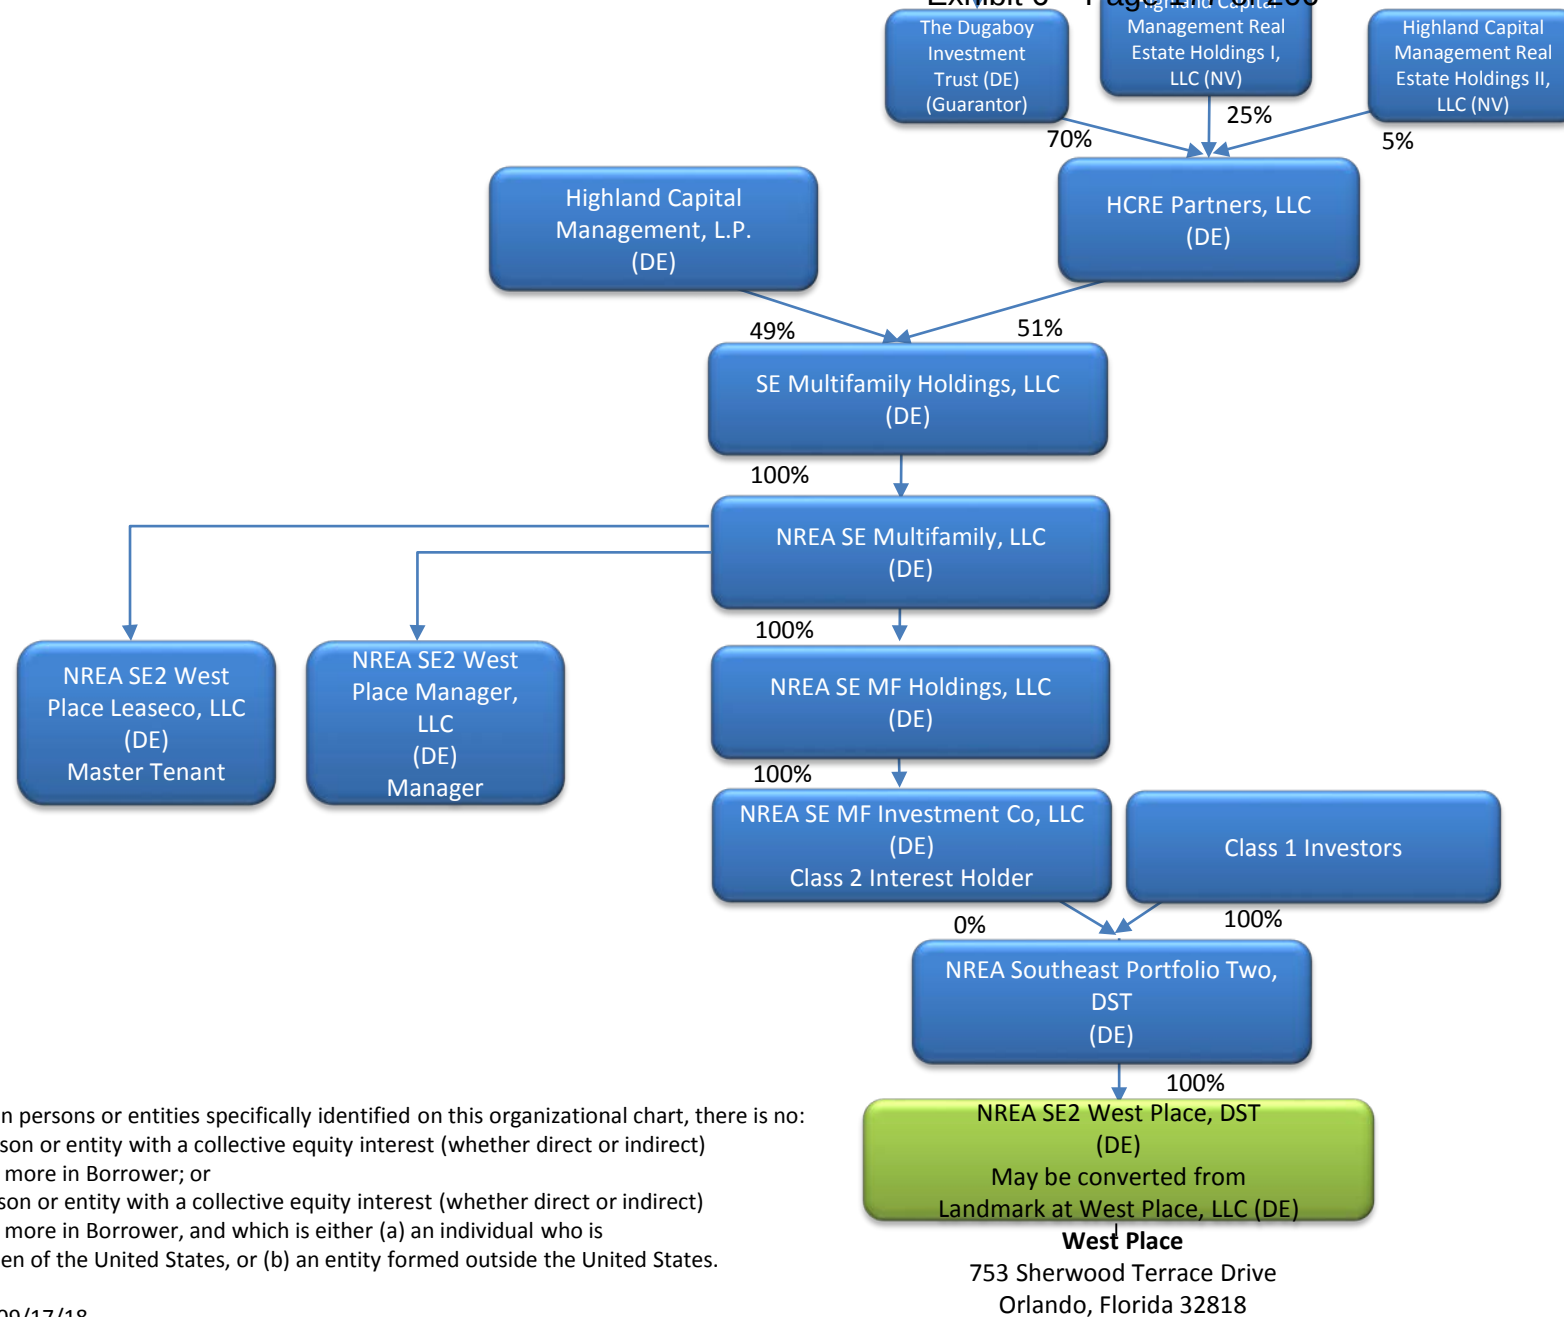 The Dugaboy
Investment
Trust (DE)
(Guarantor)
Highland Capital
Management Real
Estate Holdings I,
LLC (NV)
Highland Capital
Management Real
Estate Holdings II,
LLC (NV)
70%
25%
5%
Highland Capital
Management, L.P.
(DE)
HCRE Partners, LLC
(DE)
49%
51%
SE Multifamily Holdings, LLC
(DE)
100%
NREA SE Multifamily, LLC
(DE)
100%
NREA SE2 West
Place Leaseco, LLC
(DE)
Master Tenant
NREA SE2 West
Place Manager,
LLC
(DE)
Manager
NREA SE MF Holdings, LLC
(DE)
100%
NREA SE MF Investment Co, LLC
(DE)
Class 2 Interest Holder
Class 1 Investors
0%
100%
NREA Southeast Portfolio Two,
DST
(DE)
100%
NREA SE2 West Place, DST
(DE)
May be converted from
Landmark at West Place, LLC (DE)
West Place
753 Sherwood Terrace Drive
Orlando, Florida 32818
n persons or entities specifically identified on this organizational chart, there is no:
son or entity with a collective equity interest (whether direct or indirect)
more in Borrower; or
son or entity with a collective equity interest (whether direct or indirect)
more in Borrower, and which is either (a) an individual who is
en of the United States, or (b) an entity formed outside the United States.
09/17/18